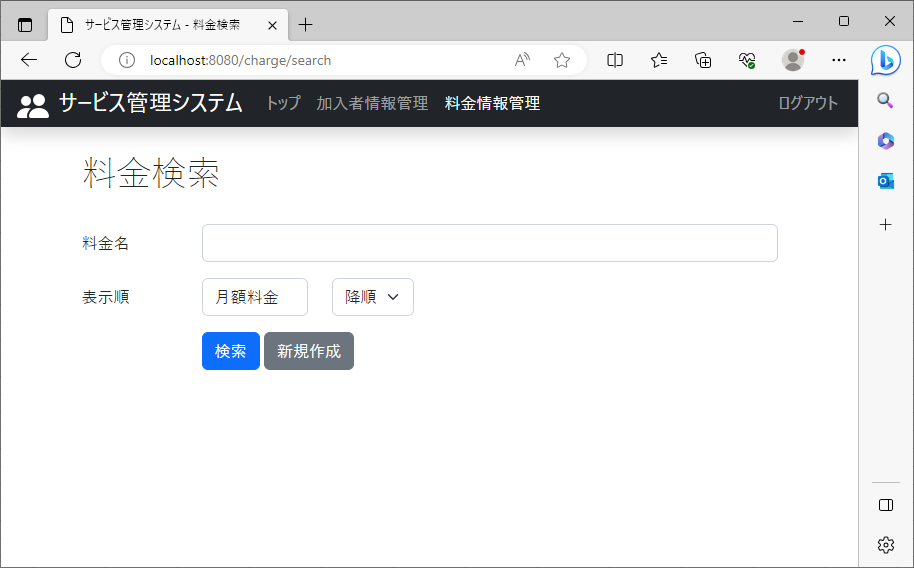 サービス管理システム - 料金検索
localhost:8080/charge/search
サービス管理システム トップ 加入者情報管理 料金情報管理 ログアウト
料金検索
料金名
表示順 月額料金 降順
検索 新規作成